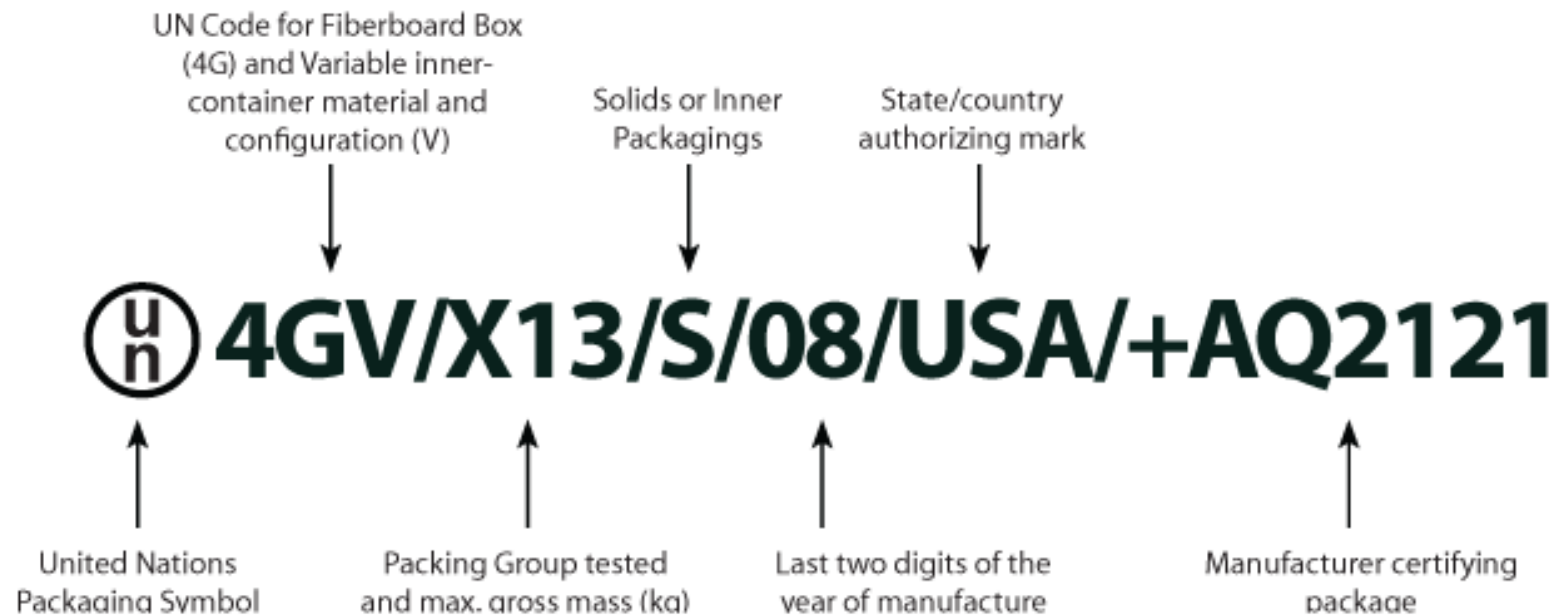 UN Code for Fiberboard Box
(4G) and Variable inner-
container material and
configuration (V)
Solids or Inner
Packagings
State/country
authorizing mark
un 4GV/X13/S/08/USA/+AQ2121
United Nations
Packaging Symbol
Packing Group tested
and max. gross mass (kg)
Last two digits of the
year of manufacture
Manufacturer certifying
package